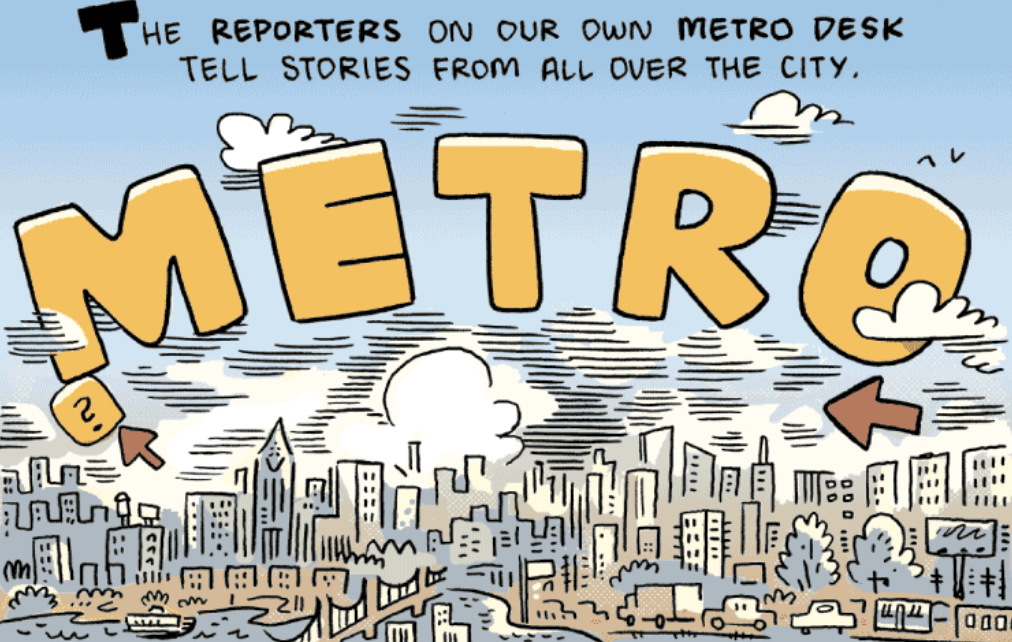 THE REPORTERS ON OUR OWN METRO DESK
TELL STORIES FROM ALL OVER THE CITY.
METRO
?